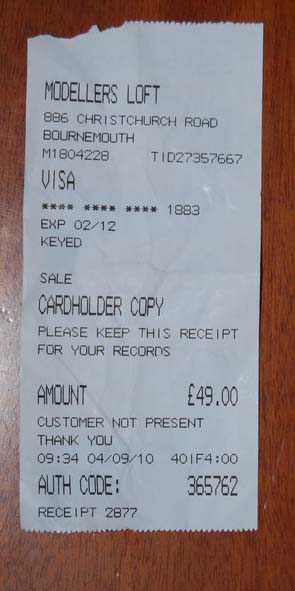 MODELLERS LOFT
886 CHRISTCHURCH ROAD
BOURNEMOUTH
M1804228 TID27357667
VISA
**** **** **** 1883
EXP 02/12
KEYED
SALE
CARDHOLDER COPY
PLEASE KEEP THIS RECEIPT
FOR YOUR RECORDS
AMOUNT £49.00
CUSTOMER NOT PRESENT
THANK YOU
09:34 04/09/10 401F4:00
AUTH CODE: 365762
RECEIPT 2877